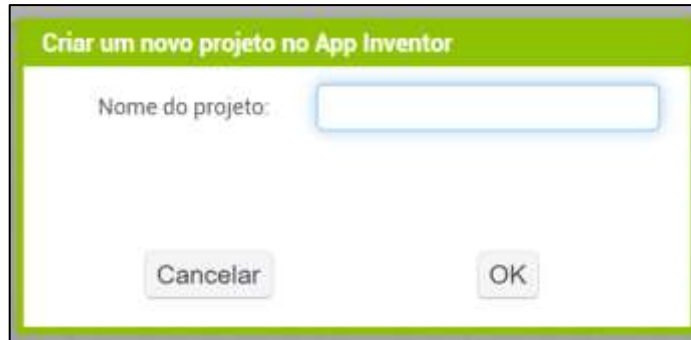 Criar um novo projeto no App Inventor
Nome do projeto:
Cancelar OK